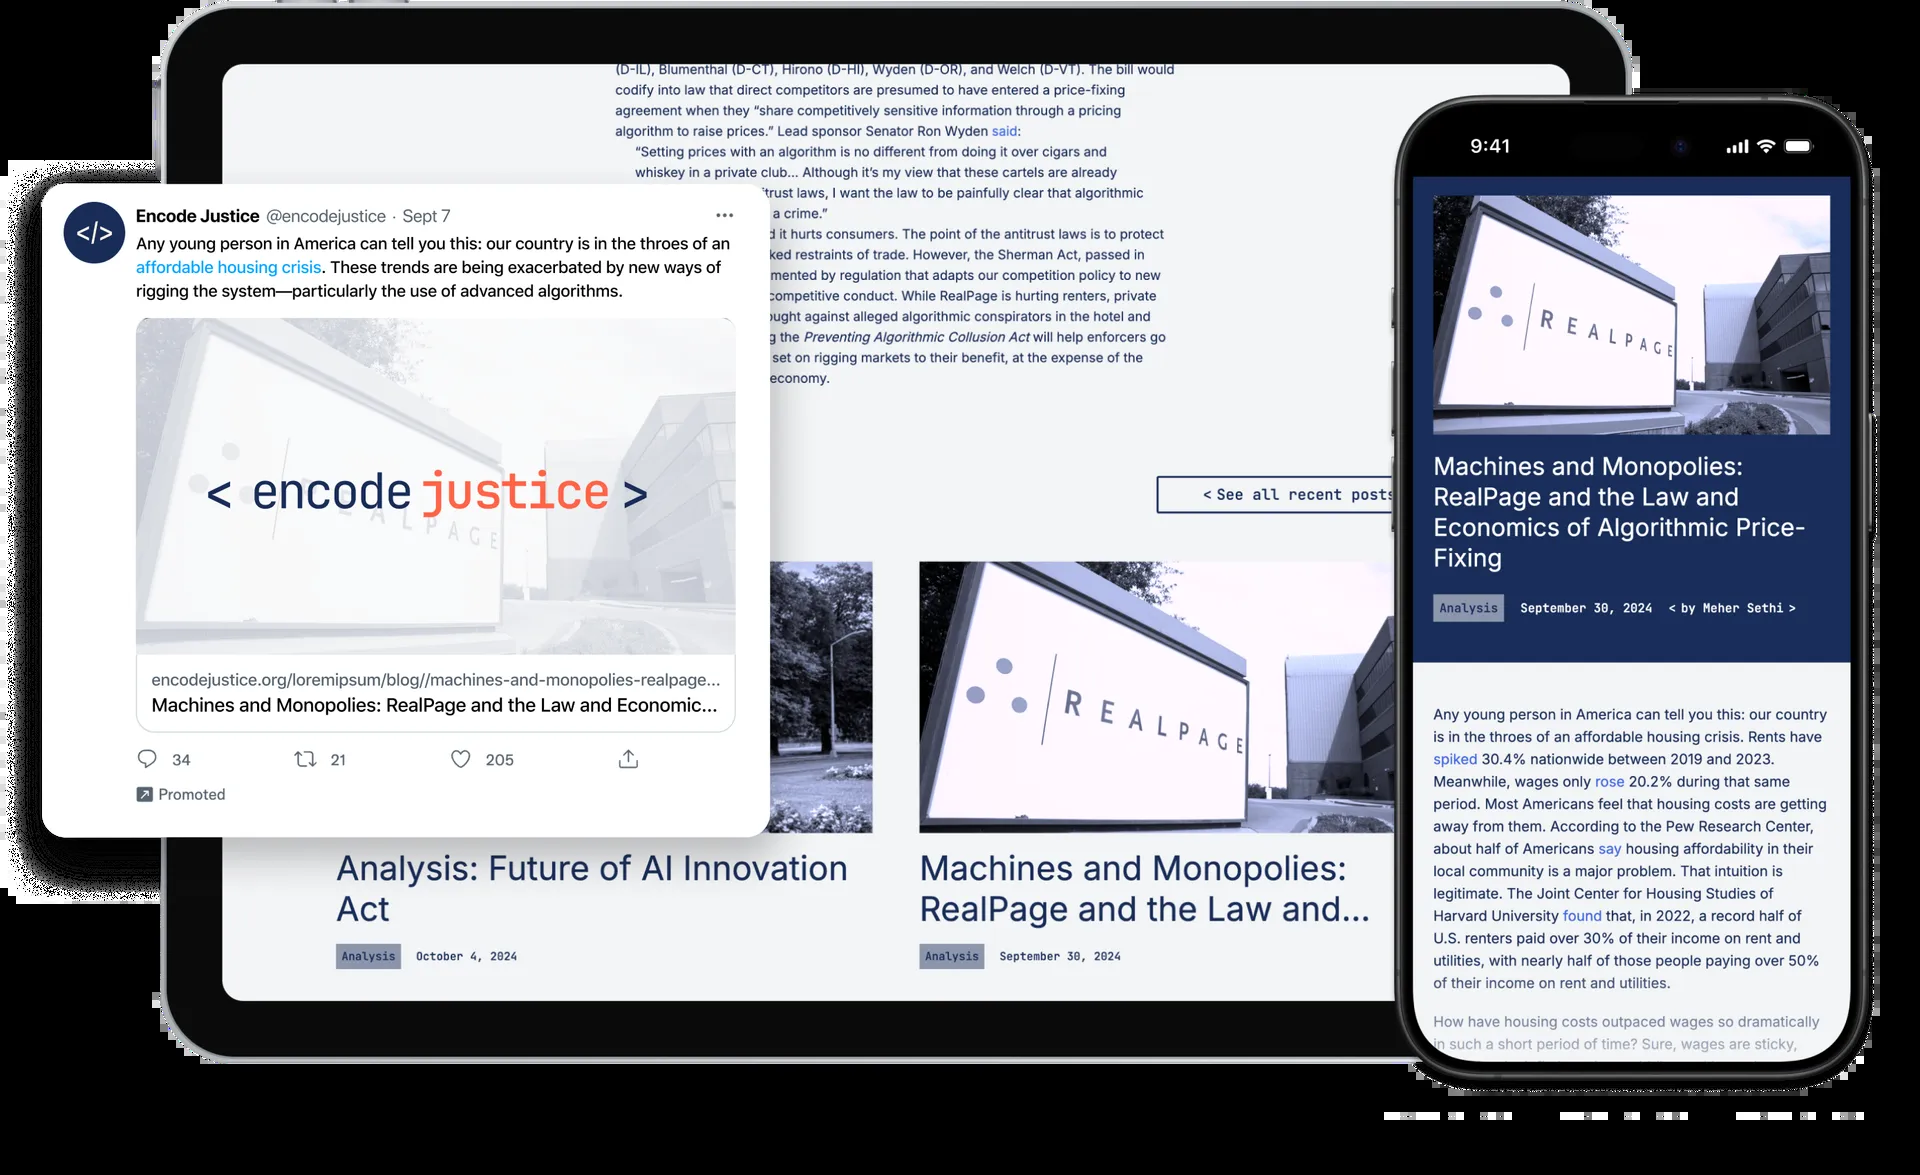 (D-IL), Blumenthal (D-CT), Hirono (D-HI), Wyden (D-OR), and Welch (D-VT). The bill would
codify into law that direct competitors are presumed to have entered a price-fixing
agreement when they “share competitively sensitive information through a pricing
algorithm to raise prices.” Lead sponsor Senator Ron Wyden said:
“Setting prices with an algorithm is no different from doing it over cigars and
whiskey in a private club... Although it’s my view that these cartels are already
itrust laws, I want the law to be painfully clear that algorithmic
a crime.”
d it hurts consumers. The point of the antitrust laws is to protect
ked restraints of trade. However, the Sherman Act, passed in
mented by regulation that adapts our competition policy to new
competitive conduct. While RealPage is hurting renters, private
ought against alleged algorithmic conspirators in the hotel and
g the Preventing Algorithmic Collusion Act will help enforcers go
set on rigging markets to their benefit, at the expense of the
economy.
< See all recent posts
Analysis: Future of AI Innovation
Act
Analysis October 4, 2024
REALPAGE
Machines and Monopolies:
RealPage and the Law and...
Analysis September 30, 2024
</>
Encode Justice @encodejustice · Sept 7
Any young person in America can tell you this: our country is in the throes of an
affordable housing crisis. These trends are being exacerbated by new ways of
rigging the system—particularly the use of advanced algorithms.
REALPAGE
< encode justice >
encodejustice.org/loremipsum/blog//machines-and-monopolies-realpage...
Machines and Monopolies: RealPage and the Law and Economic...
34 21 205
Promoted
9:41
REALPAGE
Machines and Monopolies:
RealPage and the Law and
Economics of Algorithmic Price-
Fixing
Analysis September 30, 2024 < by Meher Sethi >
Any young person in America can tell you this: our country
is in the throes of an affordable housing crisis. Rents have
spiked 30.4% nationwide between 2019 and 2023.
Meanwhile, wages only rose 20.2% during that same
period. Most Americans feel that housing costs are getting
away from them. According to the Pew Research Center,
about half of Americans say housing affordability in their
local community is a major problem. That intuition is
legitimate. The Joint Center for Housing Studies of
Harvard University found that, in 2022, a record half of
U.S. renters paid over 30% of their income on rent and
utilities, with nearly half of those people paying over 50%
of their income on rent and utilities.
How have housing costs outpaced wages so dramatically
in such a short period of time? Sure, wages are sticky,